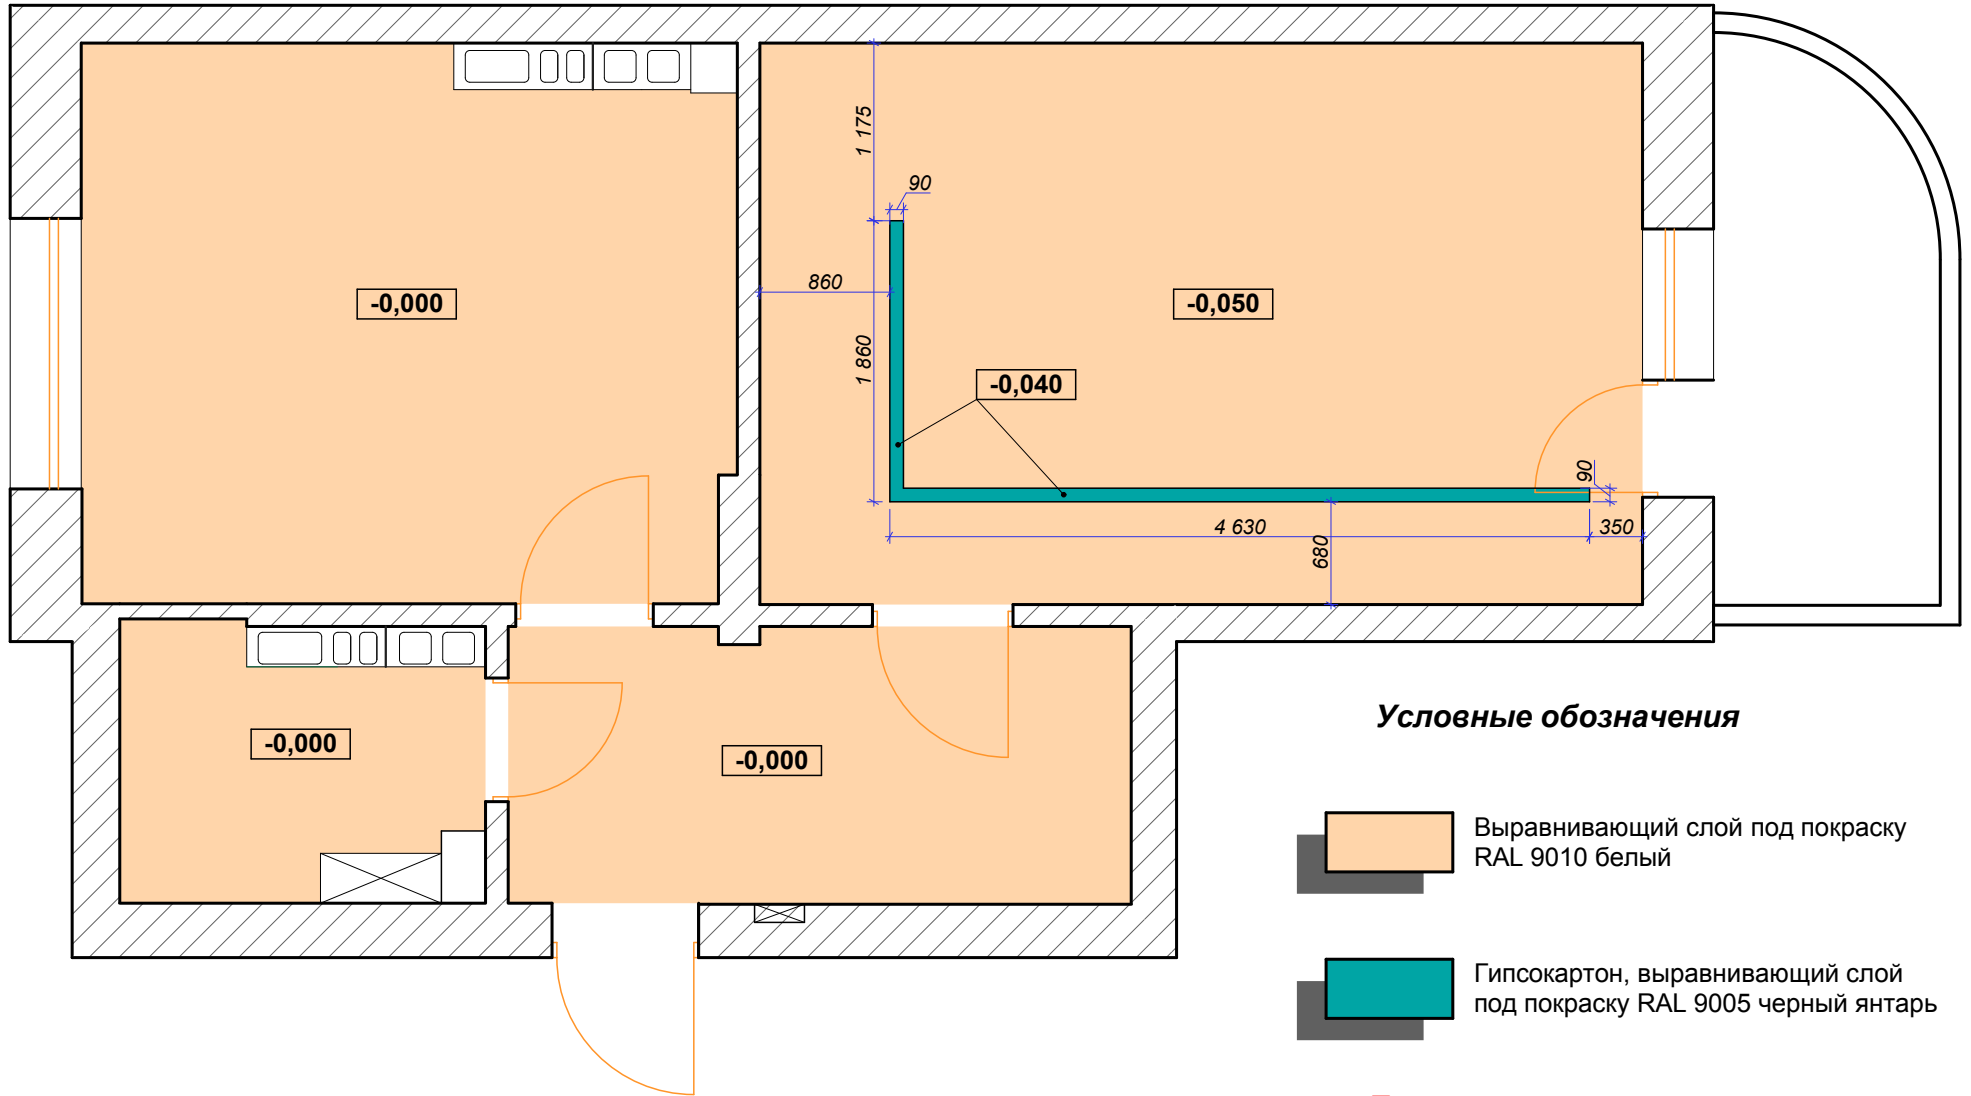 1 175
90
860
-0,000
-0,050
1 860
-0,040
90
4 630
350
680
Условные обозначения
-0,000
-0,000
Выравнивающий слой под покраску
RAL 9010 белый
Гипсокартон, выравнивающий слой
под покраску RAL 9005 черный янтарь